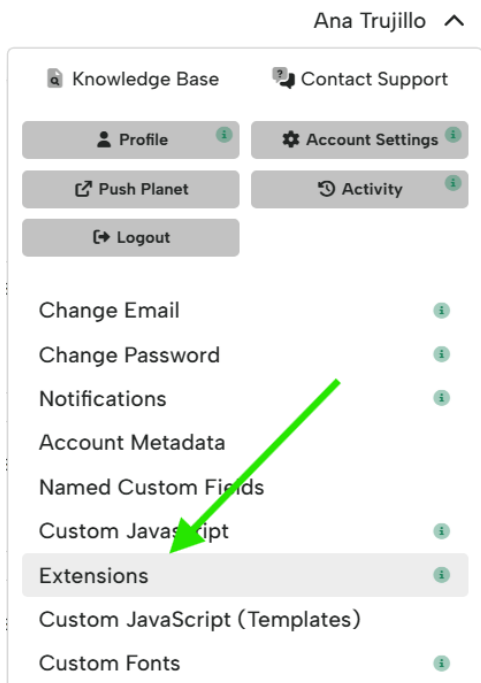 Ana Trujillo
Knowledge Base
Contact Support
Profile
Account Settings
Push Planet
Activity
Logout
Change Email
Change Password
Notifications
Account Metadata
Named Custom Fields
Custom Javascript
Extensions
Custom JavaScript (Templates)
Custom Fonts